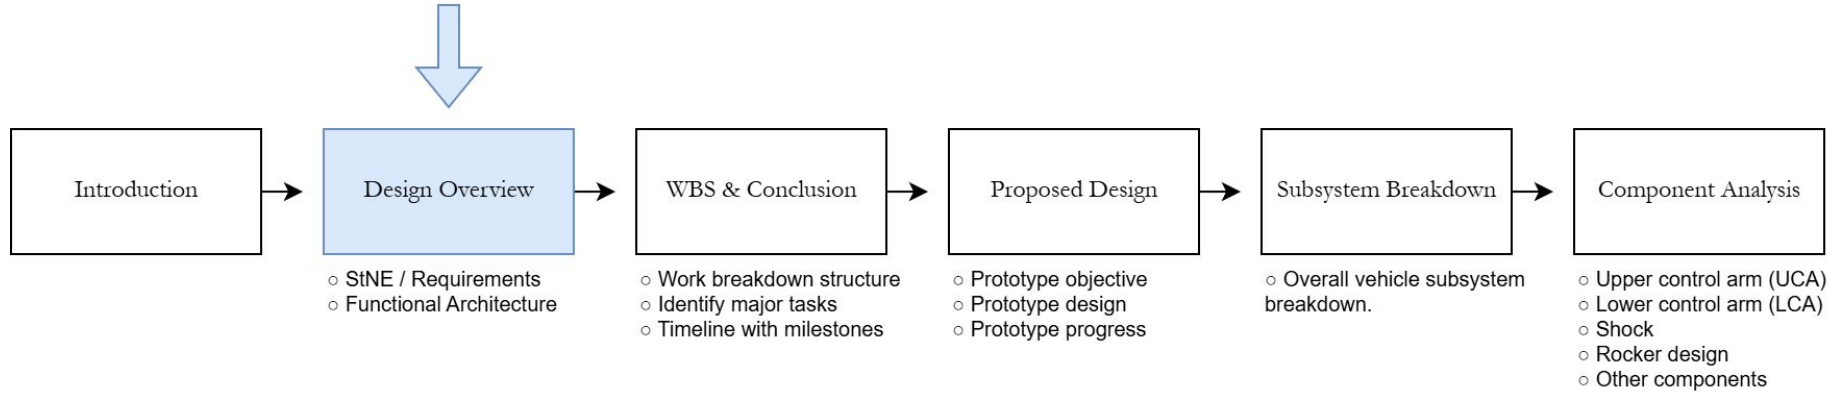 Introduction
Design Overview
○ StNE / Requirements
○ Functional Architecture
WBS & Conclusion
○ Work breakdown structure
○ Identify major tasks
○ Timeline with milestones
Proposed Design
○ Prototype objective
○ Prototype design
○ Prototype progress
Subsystem Breakdown
○ Overall vehicle subsystem
breakdown.
Component Analysis
○ Upper control arm (UCA)
○ Lower control arm (LCA)
○ Shock
○ Rocker design
○ Other components